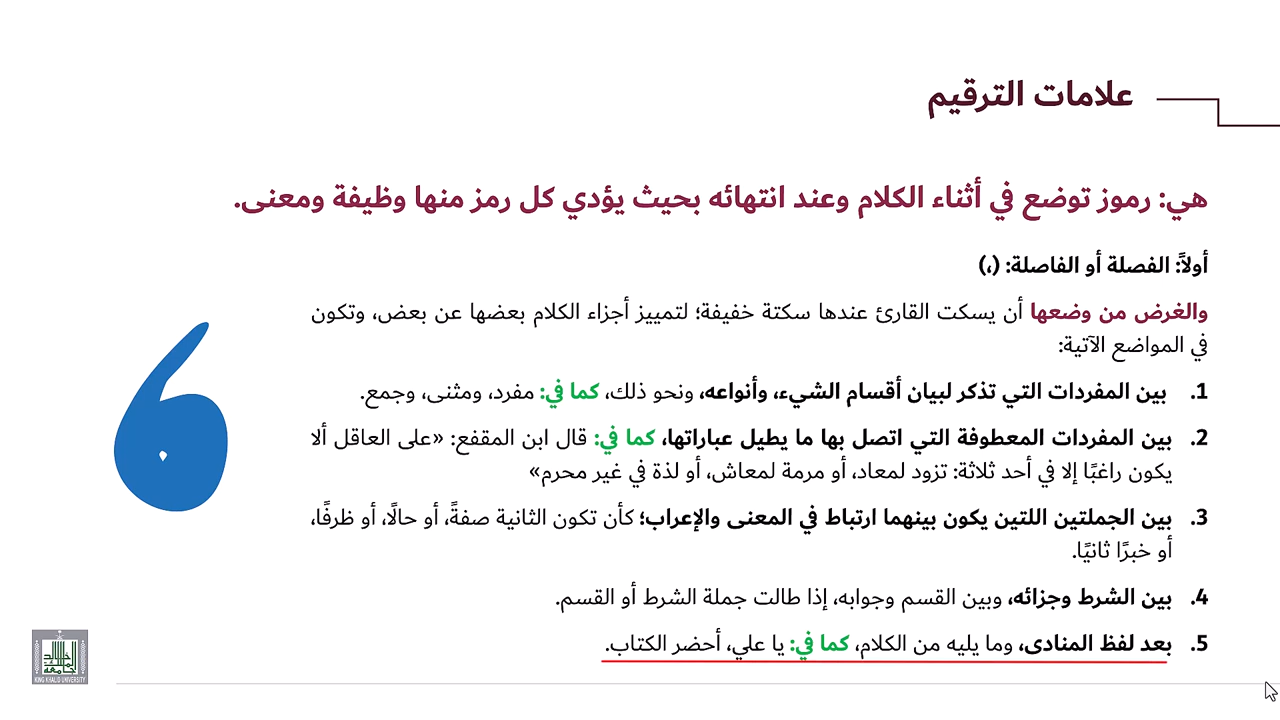 علامات الترقيم
هي: رموز توضع في أثناء الكلام وعند انتهائه بحيث يؤدي كل رمز منها وظيفة ومعنى.
أولاً: الفصلة أو الفاصلة: (،)
والغرض من وضعها أن يسكت القارئ عندها سكتة خفيفة؛ لتمييز أجزاء الكلام بعضها عن بعض، وتكون
في المواضع الآتية:
1. بين المفردات التي تذكر لبيان أقسام الشيء، وأنواعه، ونحو ذلك، كما في: مفرد، ومثنى، وجمع.
2. بين المفردات المعطوفة التي اتصل بها ما يطيل عباراتها، كما في: قال ابن المقفع: «على العاقل ألا
يكون راغبًا إلا في أحد ثلاثة: تزود لمعاد، أو مرمة لمعاش، أو لذة في غير محرم»
3. بين الجملتين اللتين يكون بينهما ارتباط في المعنى والإعراب؛ كأن تكون الثانية صفةً، أو حالًا، أو ظرفًا،
أو خبرًا ثانيًا.
4. بين الشرط وجزائه، وبين القسم وجوابه، إذا طالت جملة الشرط أو القسم.
5. بعد لفظ المنادى، وما يليه من الكلام، كما في: يا علي، أحضر الكتاب.
KING KHALID UNIVERSITY